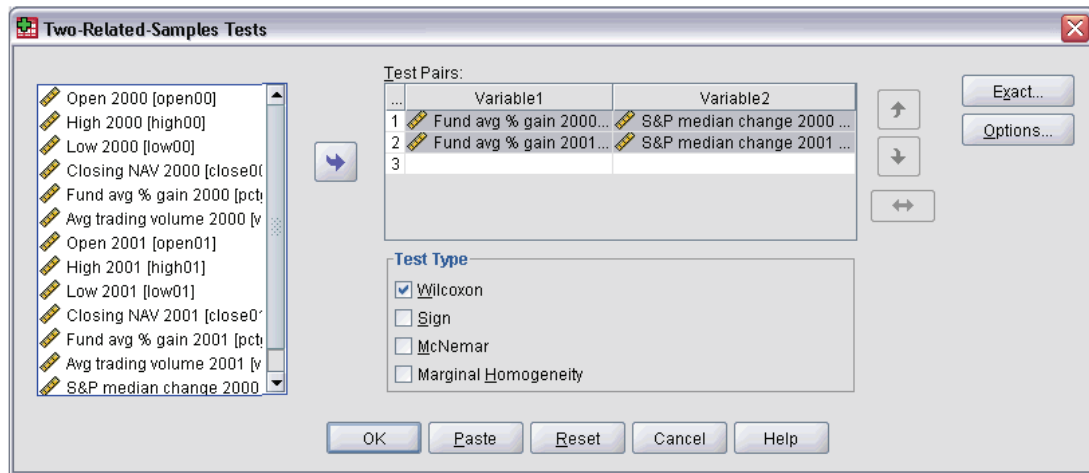 Two-Related-Samples Tests
Open 2000 [open00]
High 2000 [high00]
Low 2000 [low00]
Closing NAV 2000 [close0(
Fund avg % gain 2000 [pct
Avg trading volume 2000 [v
Open 2001 [open01]
High 2001 [high01]
Low 2001 [low01]
Closing NAV 2001 [close0
Fund avg % gain 2001 [pct
Avg trading volume 2001 [v
S&P median change 2000
Test Pairs:
... Variable1 Variable2
1 Fund avg % gain 2000... S&P median change 2000 ...
2 Fund avg % gain 2001... S&P median change 2001 ...
3
Test Type
Wilcoxon
Sign
McNemar
Marginal Homogeneity
Exact...
Options...
OK Paste Reset Cancel Help